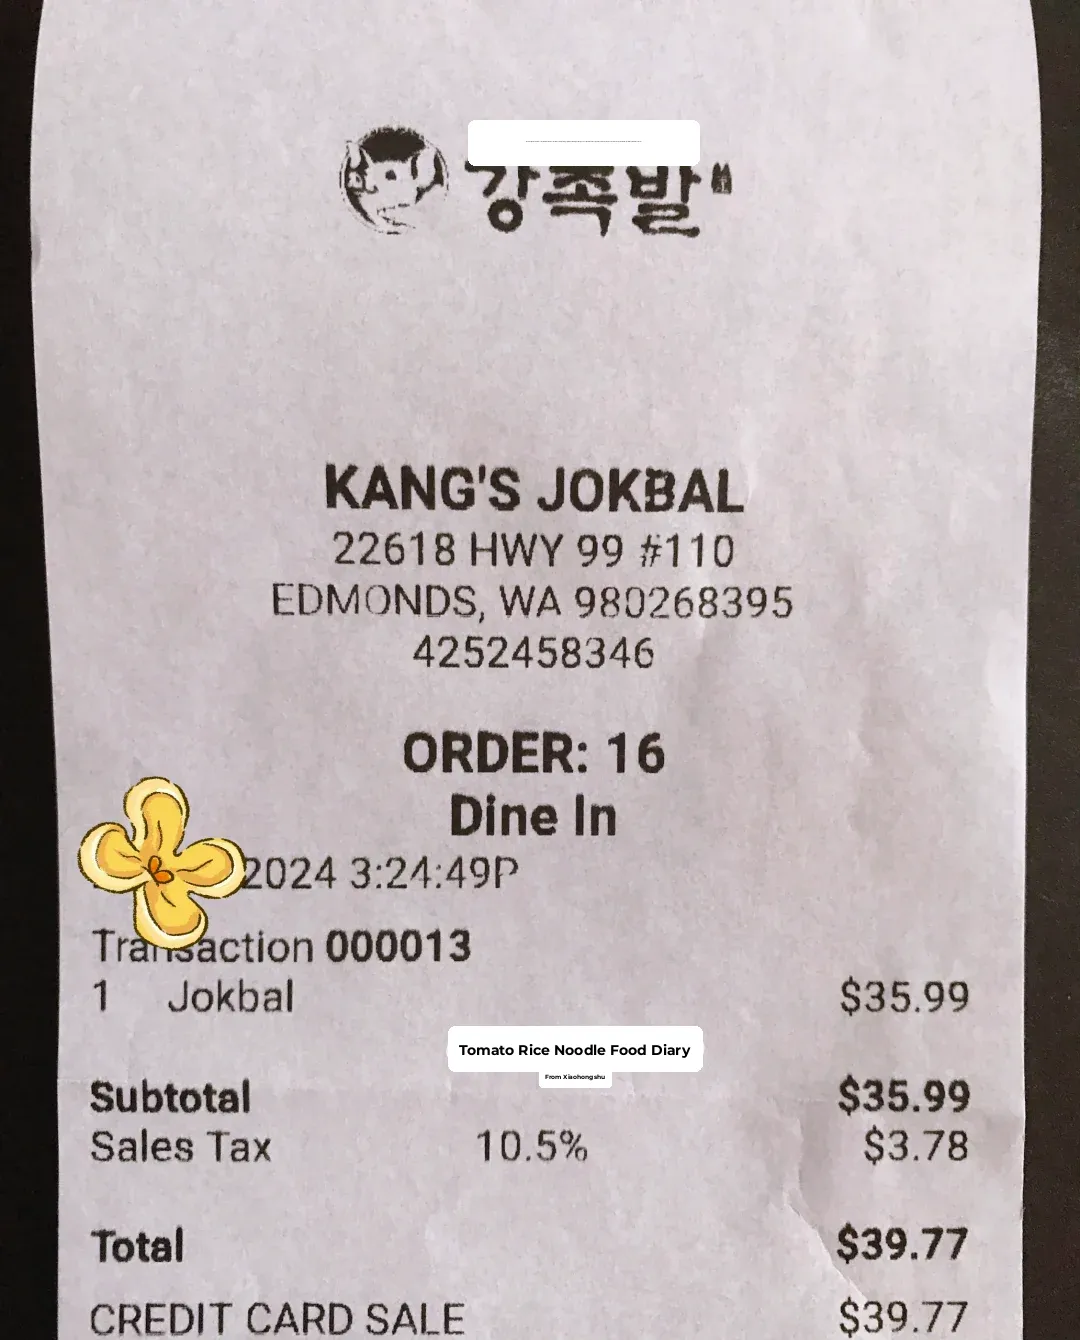 강족발
KANG'S JOKBAL
22618 HWY 99 #110
EDMONDS, WA 980268395
4252458346
ORDER: 16
Dine In
2024 3:24:49P
Transaction 000013
1 Jokbal $35.99
Tomato Rice Noodle Food Diary
From Xiaohongshu
Subtotal $35.99
Sales Tax 10.5% $3.78
Total $39.77
CREDIT CARD SALE $39.77